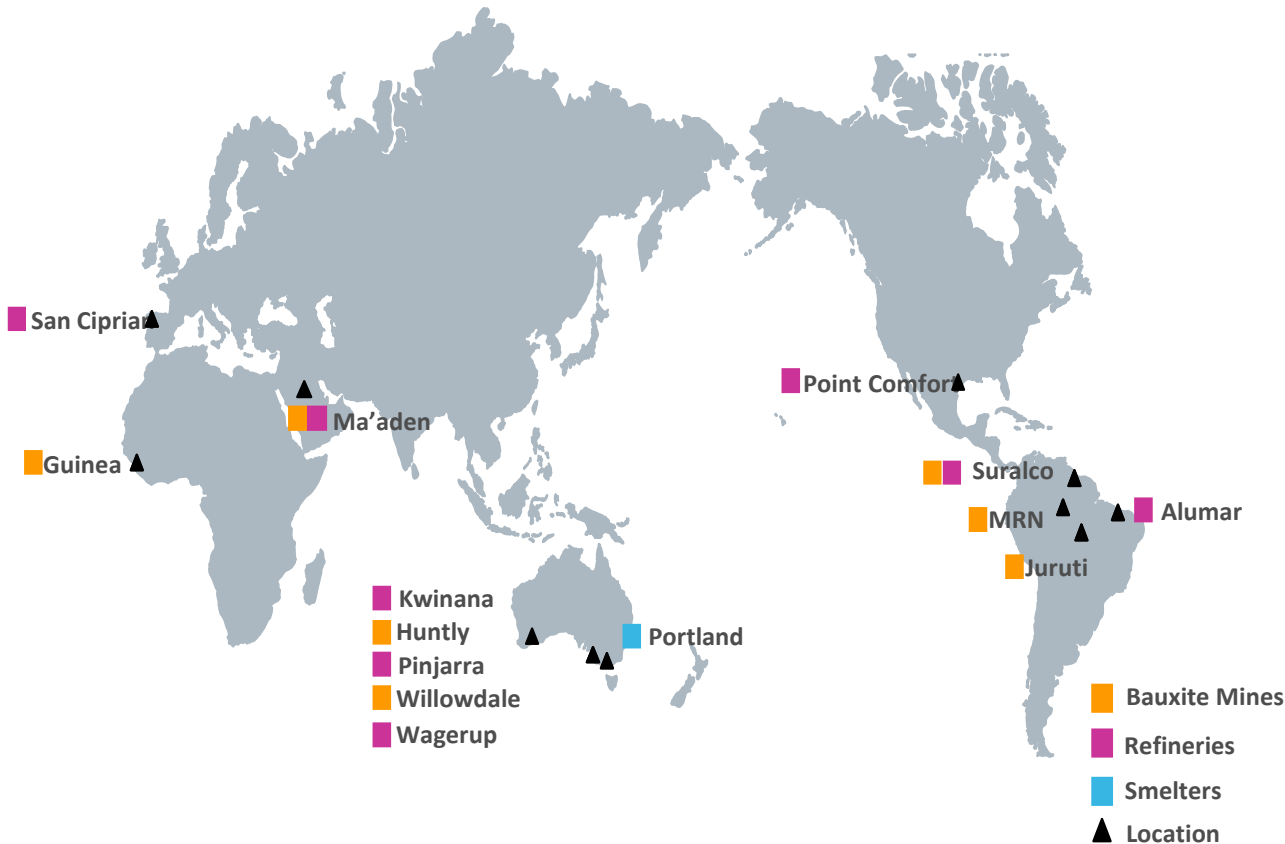 San Ciprian
Point Comfort
Ma’aden
Guinea
Suralco
MRN
Alumar
Juruti
Kwinana
Huntly
Portland
Pinjarra
Willowdale
Wagerup
Bauxite Mines
Refineries
Smelters
Location